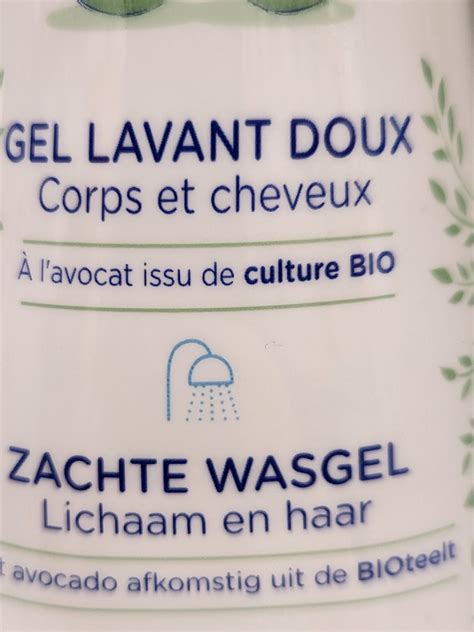 GEL LAVANT DOUX
Corps et cheveux
À l'avocat issu de culture BIO
ZACHTE WASGEL
Lichaam en haar
avocado afkomstig uit de BIOteelt